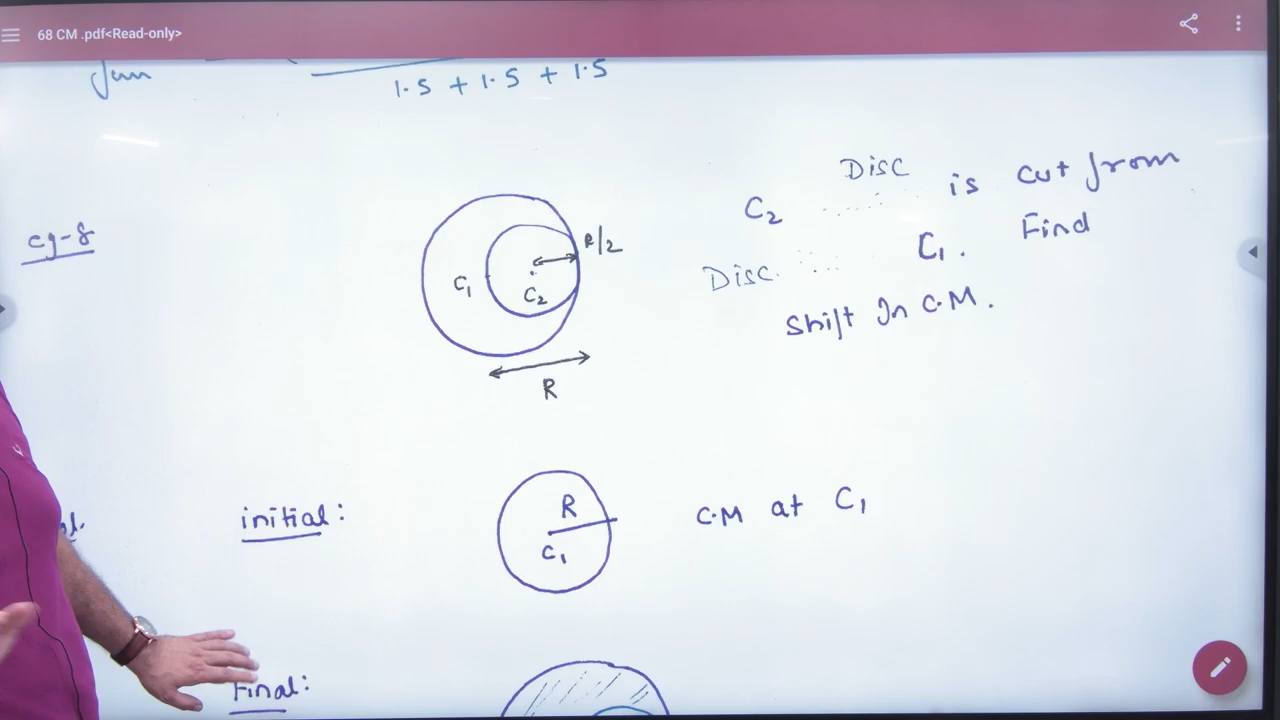 68 CM .pdf<Read-only>
1.5 + 1.5 + 1.5
eg-8
C1
C2
R/2
R
C2 Disc is cut from
Disc. C1. Find
Shift In C.M.
initial:
R
C1
C.M at C1
Final: